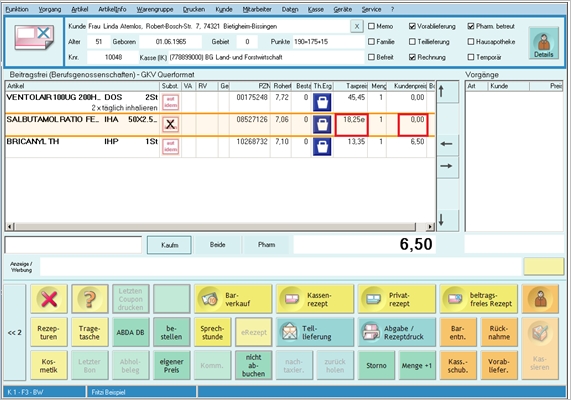 Funktion Vorgang Artikel ArtikelInfo Warengruppe Drucken Kunde Mitarbeiter Daten Kasse Geräte Service ?
Kunde Frau Linda Atemlos, Robert-Bosch-Str. 7, 74321 Bietigheim-Bissingen X
Alter 51 Geboren 01.06.1965 Gebiet 0 Punkte 190+175=15
Knr. 10048 Kasse (IK) (778899000) BG Land- und Forstwirtschaft
Memo Vorablieferung Pharm. betreut
Familie Teillieferung Hausapotheke
Befreit Rechnung Temporär
Details
Beitragsfrei (Berufsgenossenschaften) - GKV Querformat
Vorgänge
Artikel Subst. VA RV Ge PZN Rohert Besta Th.Erg Taxpreis Meng Kundenpreis Bo
Art Kunde Preis
VENTOLAIR 100UG 200H... DOS 2St aut idem 00175248 7,72 0 45,45 1 0,00
2 x täglich inhalieren
SALBUTAMOL RATIO FE... IHA 50X2.5... X 08527126 7,06 0 18,25e 1 0,00
BRICANYL TH IHP 1St aut idem 10268732 7,10 0 13,35 1 6,50
Kaufm Beide Pharm 6,50
Anzeige / Werbung
Letzten Coupon drucken
Bar-verkauf
Kassen-rezept
Privat-rezept
beitrags-freies Rezept
<< 2
Rezep-turen
Trage-tasche
ABDA DB
be-stellen
Sprech-stunde
eRezept
Teil-lieferung
Abgabe / Rezeptdruck
Bar-entn.
Rück-nahme
Kos-metik
Letzter Bon
Abhol-beleg
eigener Preis
Komm.
nicht ab-buchen
nach-taxier.
zurück holen
Storno
Menge +1
Kass.-schub.
Vorab-liefer.
Kas-sieren
K 1 - F3 - BW Fritzi Beispiel